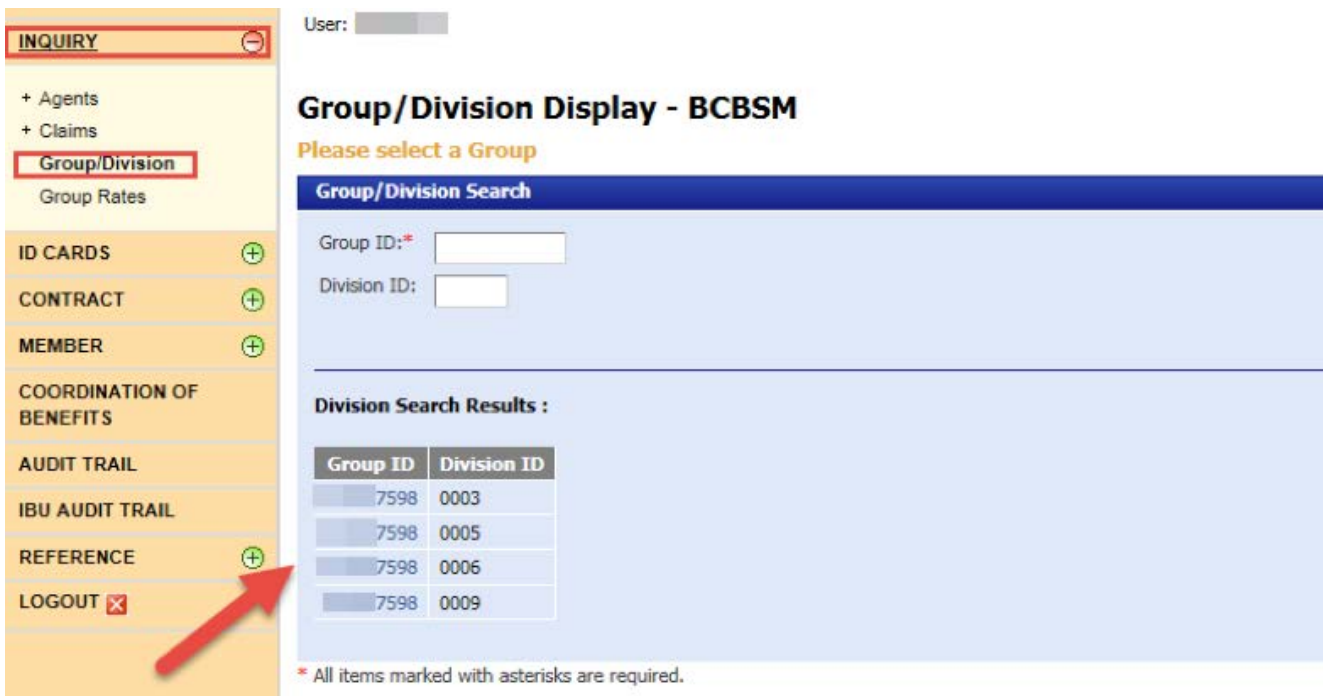 INQUIRY
+ Agents
+ Claims
Group/Division
Group Rates
ID CARDS
CONTRACT
MEMBER
COORDINATION OF
BENEFITS
AUDIT TRAIL
IBU AUDIT TRAIL
REFERENCE
LOGOUT
User:
Group/Division Display - BCBSM
Please select a Group
Group/Division Search
Group ID:*
Division ID:
Division Search Results :
Group ID Division ID
7598 0003
7598 0005
7598 0006
7598 0009
* All items marked with asterisks are required.